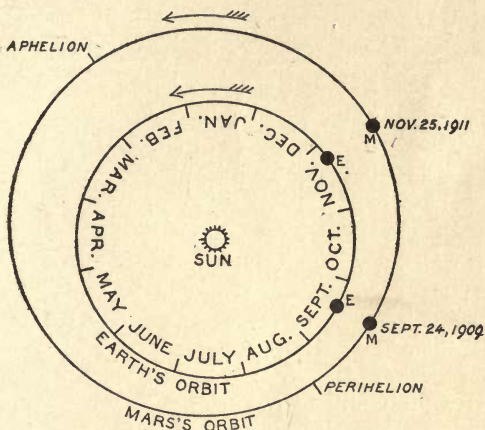 APHELION
NOV. 25, 1911
M
E.
JAN.
FEB.
MAR.
APR.
MAY
JUNE
JULY
AUG.
SEPT.
OCT.
NOV.
DEC.
SUN
E
M
SEPT. 24, 1909
PERIHELION
EARTH'S ORBIT
MARS'S ORBIT